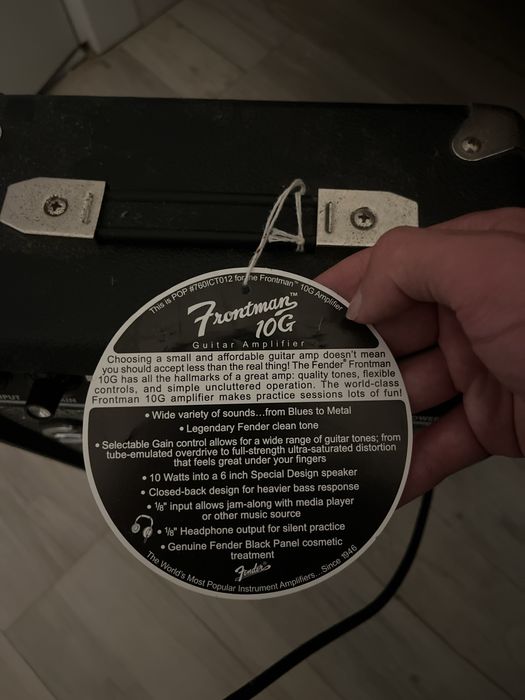 This is POP #760ICT012 for the Frontman™ 10G Amplifier
Frontman™
10G
Guitar Amplifier
Choosing a small and affordable guitar amp doesn't mean
you should accept less than the real thing! The Fender® Frontman
10G has all the hallmarks of a great amp: quality tones, flexible
controls, and simple uncluttered operation. The world-class
Frontman 10G amplifier makes practice sessions lots of fun!
• Wide variety of sounds...from Blues to Metal
• Legendary Fender clean tone
• Selectable Gain control allows for a wide range of guitar tones; from
tube-emulated overdrive to full-strength ultra-saturated distortion
that feels great under your fingers
• 10 Watts into a 6 inch Special Design speaker
• Closed-back design for heavier bass response
• 1/8" input allows jam-along with media player
or other music source
• 1/8" Headphone output for silent practice
• Genuine Fender Black Panel cosmetic
treatment
Fender®
The World's Most Popular Instrument Amplifiers...Since 1946
INPUT
GAIN
POWER